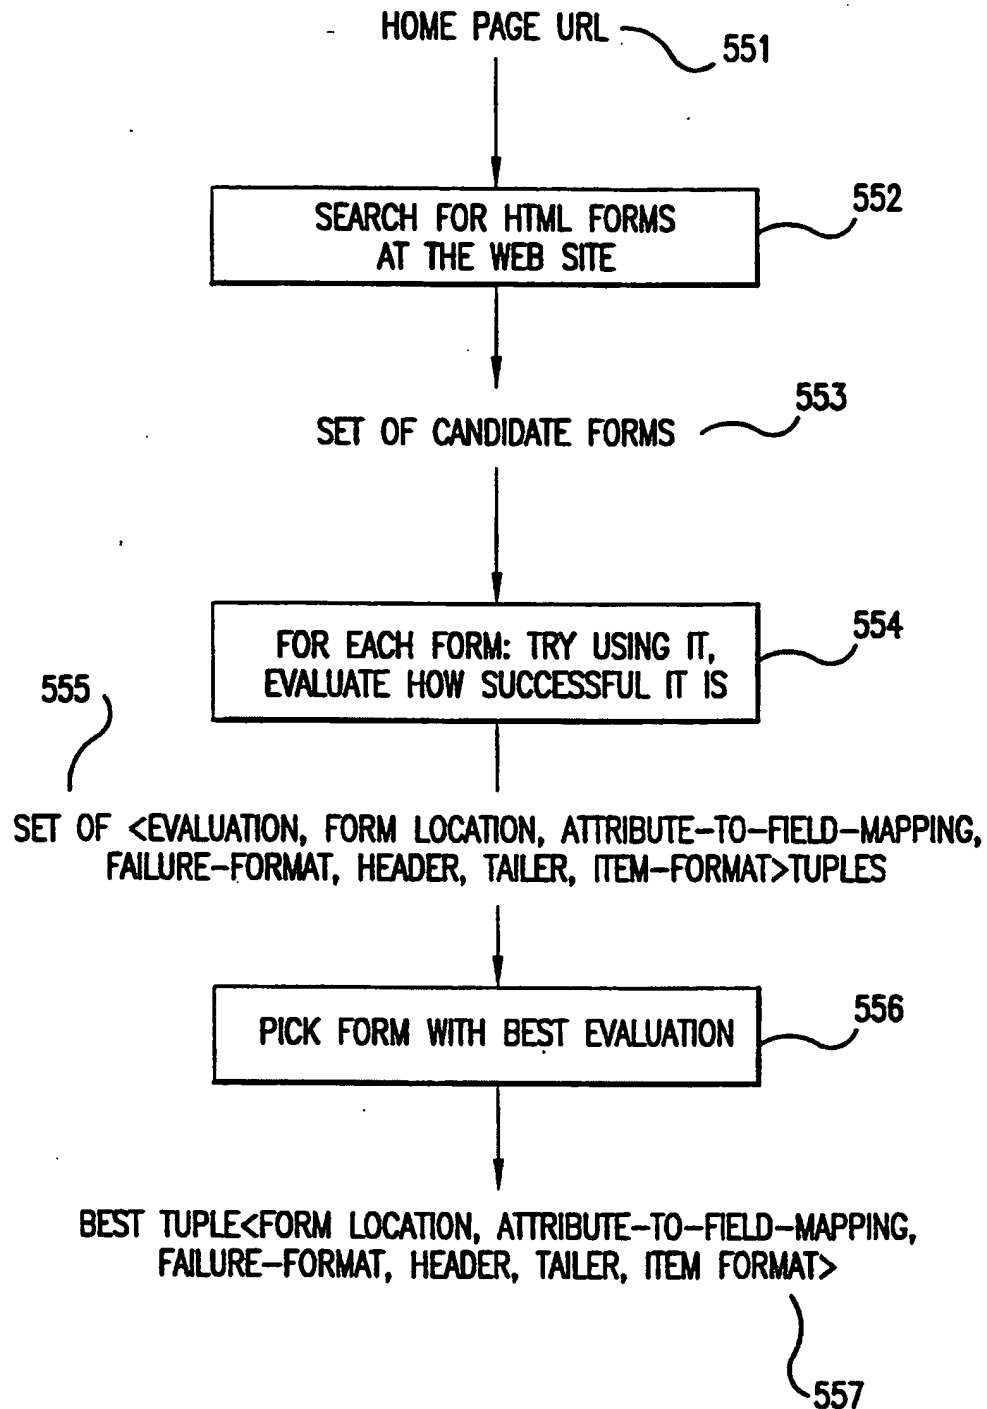 HOME PAGE URL
551
552
SEARCH FOR HTML FORMS
AT THE WEB SITE
553
SET OF CANDIDATE FORMS
554
FOR EACH FORM: TRY USING IT,
EVALUATE HOW SUCCESSFUL IT IS
555
SET OF <EVALUATION, FORM LOCATION, ATTRIBUTE-TO-FIELD-MAPPING,
FAILURE-FORMAT, HEADER, TAILER, ITEM-FORMAT>TUPLES
556
PICK FORM WITH BEST EVALUATION
BEST TUPLE<FORM LOCATION, ATTRIBUTE-TO-FIELD-MAPPING,
FAILURE-FORMAT, HEADER, TAILER, ITEM FORMAT>
557